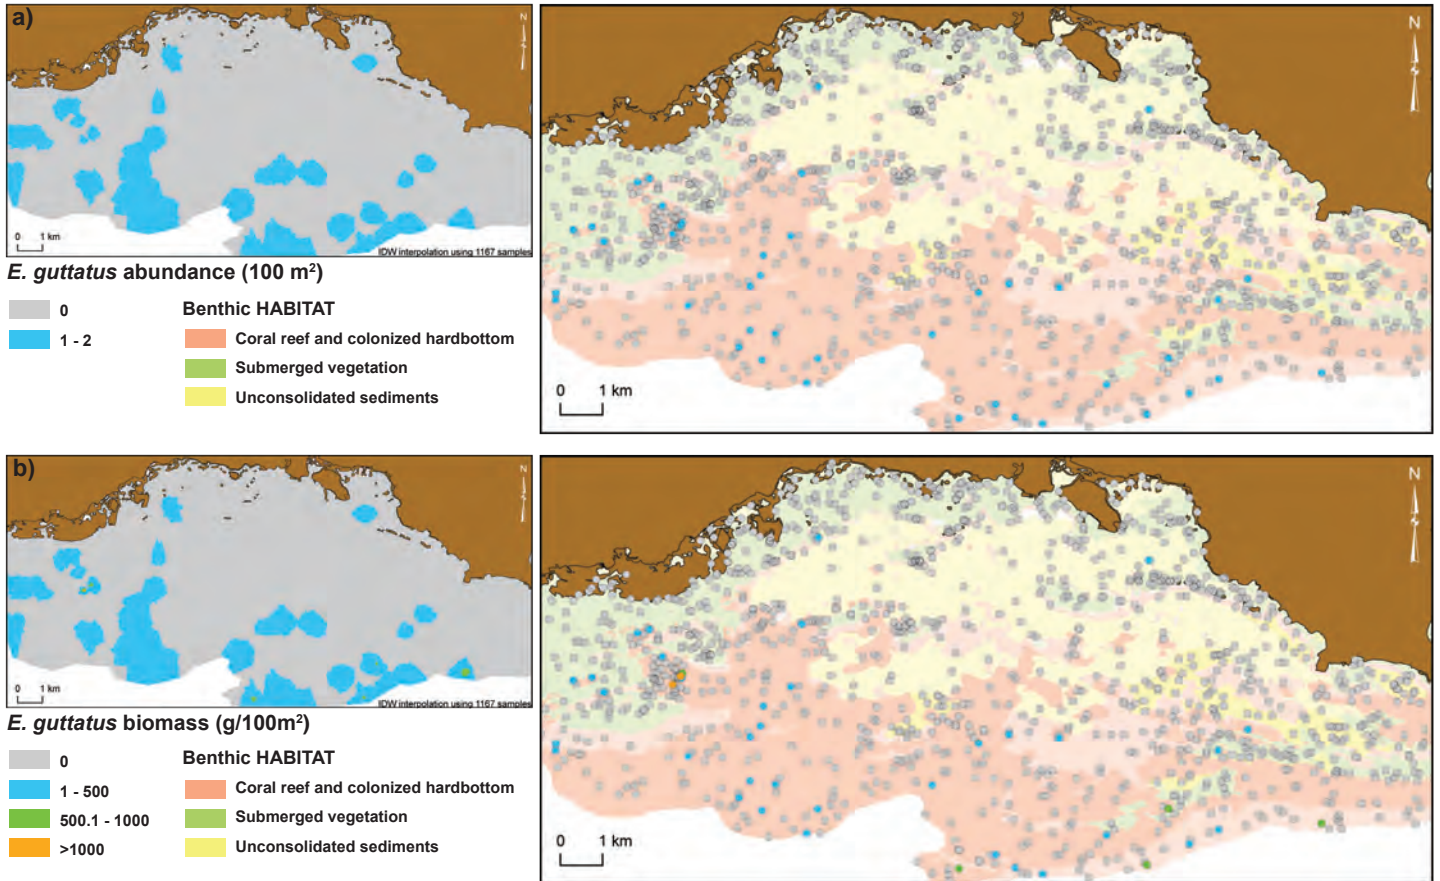 a)
N
0 1 km
IDW interpolation using 1167 samples
N
0 1 km
E. guttatus abundance (100 m²)
0
1 - 2
Benthic HABITAT
Coral reef and colonized hardbottom
Submerged vegetation
Unconsolidated sediments
b)
N
0 1 km
IDW interpolation using 1167 samples
N
0 1 km
E. guttatus biomass (g/100m²)
0
1 - 500
500.1 - 1000
>1000
Benthic HABITAT
Coral reef and colonized hardbottom
Submerged vegetation
Unconsolidated sediments